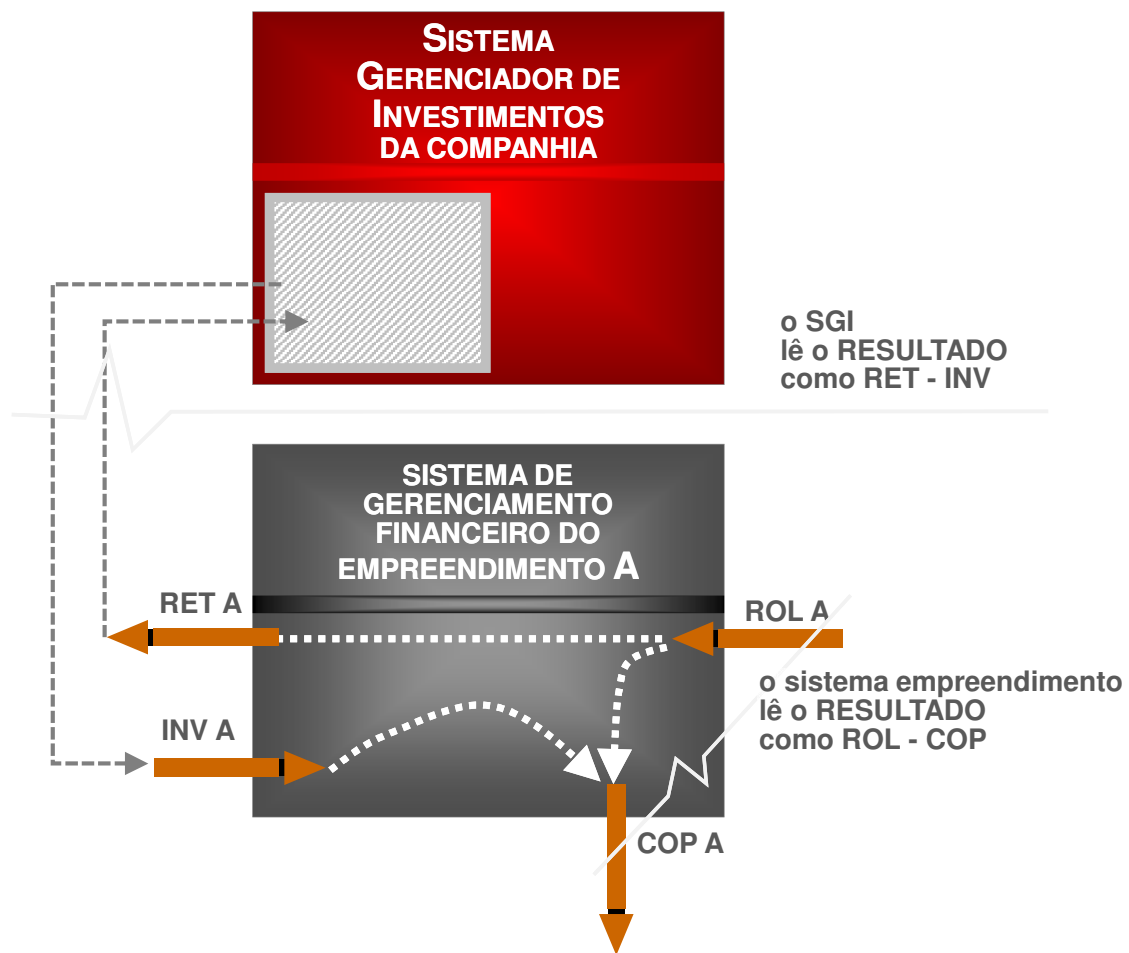 SISTEMA
GERENCIADOR DE
INVESTIMENTOS
DA COMPANHIA
o SGI
lê o RESULTADO
como RET - INV
SISTEMA DE
GERENCIAMENTO
FINANCEIRO DO
EMPREENDIMENTO A
RET A
ROL A
o sistema empreendimento
lê o RESULTADO
como ROL - COP
INV A
COP A